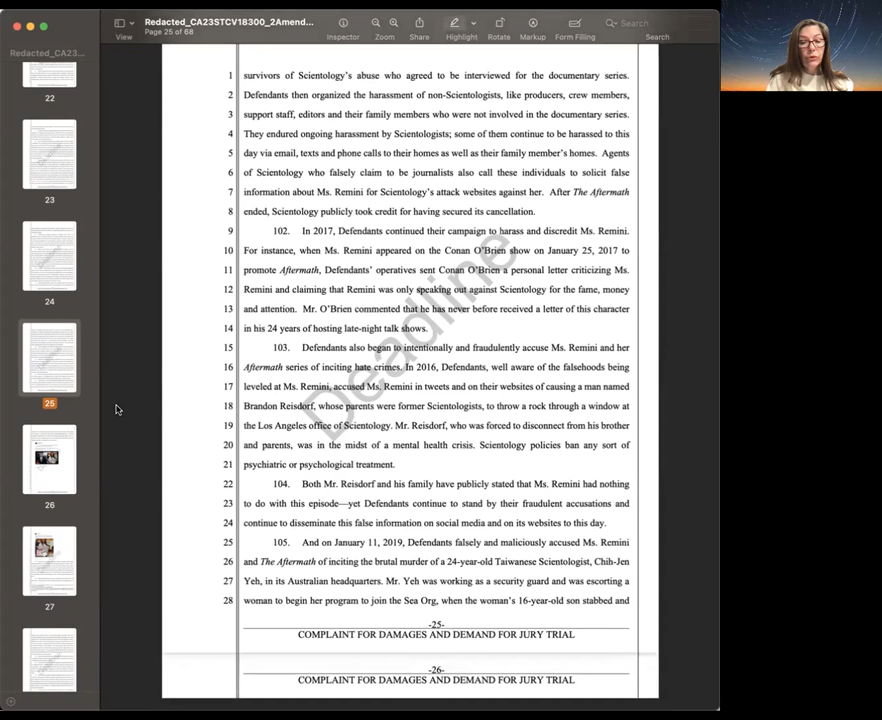 Redacted_CA23STCV18300_2Amend...
Page 25 of 68
View
Inspector
Zoom
Share
Highlight
Rotate
Markup
Form Filling
Search
Search
Redacted_CA23...
22
23
24
25
26
27
1 survivors of Scientology's abuse who agreed to be interviewed for the documentary series.
2 Defendants then organized the harassment of non-Scientologists, like producers, crew members,
3 support staff, editors and their family members who were not involved in the documentary series.
4 They endured ongoing harassment by Scientologists; some of them continue to be harassed to this
5 day via email, texts and phone calls to their homes as well as their family member's homes. Agents
6 of Scientology who falsely claim to be journalists also call these individuals to solicit false
7 information about Ms. Remini for Scientology's attack websites against her. After The Aftermath
8 ended, Scientology publicly took credit for having secured its cancellation.
9 102. In 2017, Defendants continued their campaign to harass and discredit Ms. Remini.
10 For instance, when Ms. Remini appeared on the Conan O'Brien show on January 25, 2017 to
11 promote Aftermath, Defendants' operatives sent Conan O'Brien a personal letter criticizing Ms.
12 Remini and claiming that Remini was only speaking out against Scientology for the fame, money
13 and attention. Mr. O'Brien commented that he has never before received a letter of this character
14 in his 24 years of hosting late-night talk shows.
15 103. Defendants also began to intentionally and fraudulently accuse Ms. Remini and her
16 Aftermath series of inciting hate crimes. In 2016, Defendants, well aware of the falsehoods being
17 leveled at Ms. Remini, accused Ms. Remini in tweets and on their websites of causing a man named
18 Brandon Reisdorf, whose parents were former Scientologists, to throw a rock through a window at
19 the Los Angeles office of Scientology. Mr. Reisdorf, who was forced to disconnect from his brother
20 and parents, was in the midst of a mental health crisis. Scientology policies ban any sort of
21 psychiatric or psychological treatment.
22 104. Both Mr. Reisdorf and his family have publicly stated that Ms. Remini had nothing
23 to do with this episode—yet Defendants continue to stand by their fraudulent accusations and
24 continue to disseminate this false information on social media and on its websites to this day.
25 105. And on January 11, 2019, Defendants falsely and maliciously accused Ms. Remini
26 and The Aftermath of inciting the brutal murder of a 24-year-old Taiwanese Scientologist, Chih-Jen
27 Yeh, in its Australian headquarters. Mr. Yeh was working as a security guard and was escorting a
28 woman to begin her program to join the Sea Org, when the woman's 16-year-old son stabbed and
Deadline
-25-
COMPLAINT FOR DAMAGES AND DEMAND FOR JURY TRIAL
-26-
COMPLAINT FOR DAMAGES AND DEMAND FOR JURY TRIAL